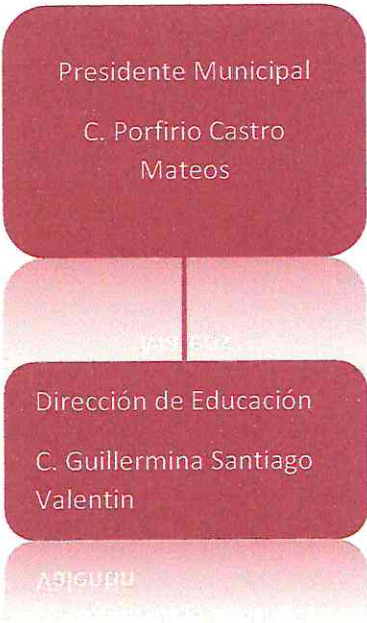 Presidente Municipal
C. Porfirio Castro
Mateos
Dirección de Educación
C. Guillermina Santiago
Valentin